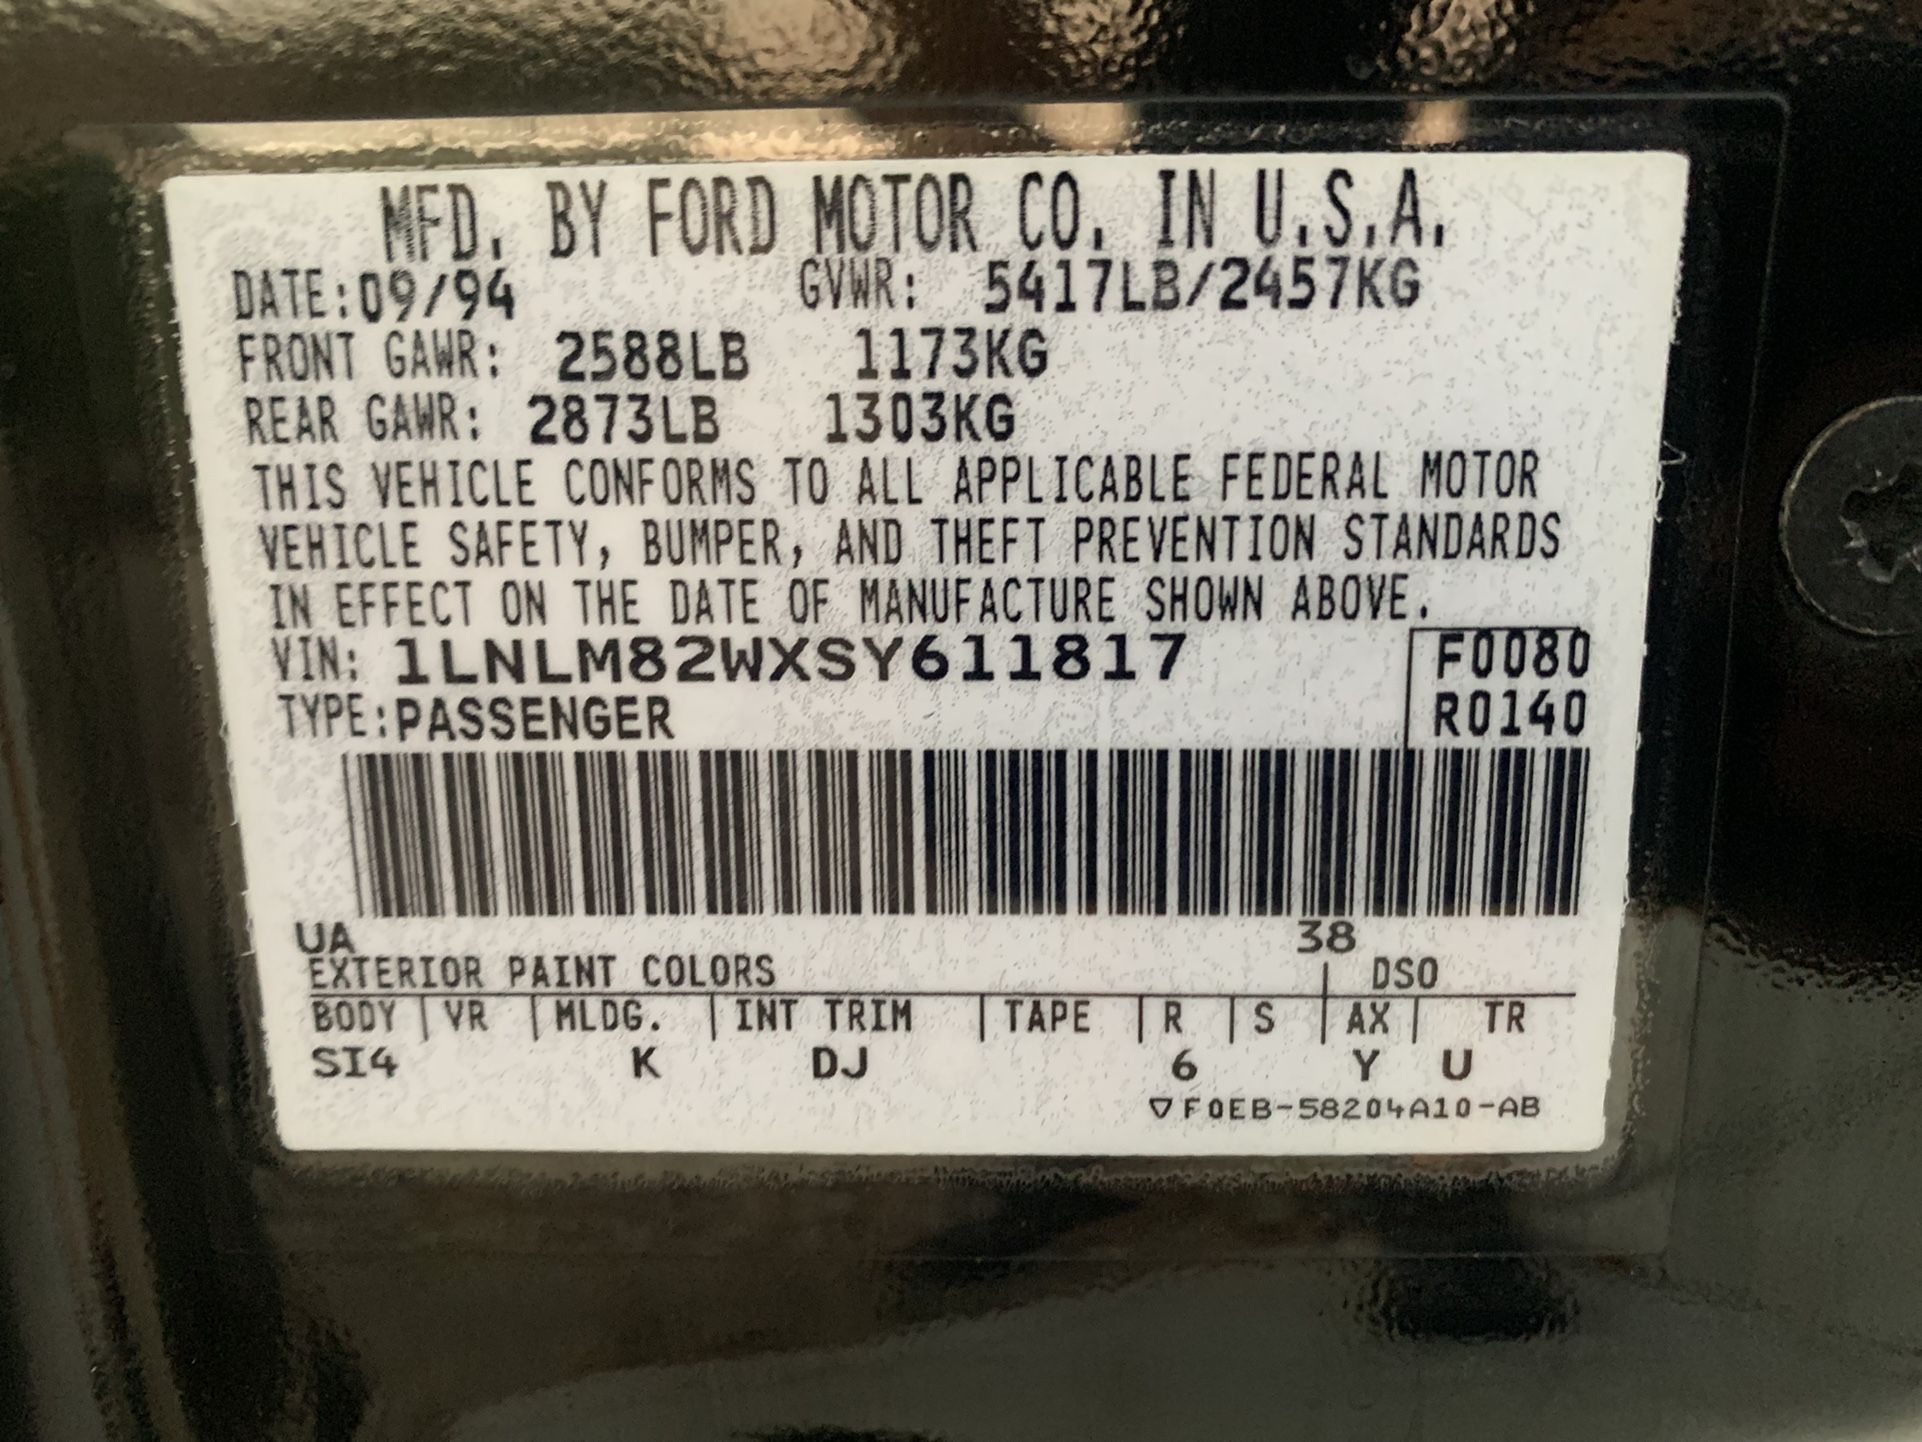 MFD. BY FORD MOTOR CO. IN U.S.A.
DATE:09/94 GVWR: 5417LB/2457KG
FRONT GAWR: 2588LB 1173KG
REAR GAWR: 2873LB 1303KG
THIS VEHICLE CONFORMS TO ALL APPLICABLE FEDERAL MOTOR
VEHICLE SAFETY, BUMPER, AND THEFT PREVENTION STANDARDS
IN EFFECT ON THE DATE OF MANUFACTURE SHOWN ABOVE.
VIN: 1LNLM82WXSY611817 F0080
TYPE:PASSENGER R0140
UA 38
EXTERIOR PAINT COLORS DSO
BODY VR MLDG. INT TRIM TAPE R S AX TR
SI4 K DJ 6 Y U
▽F0EB-58204A10-AB